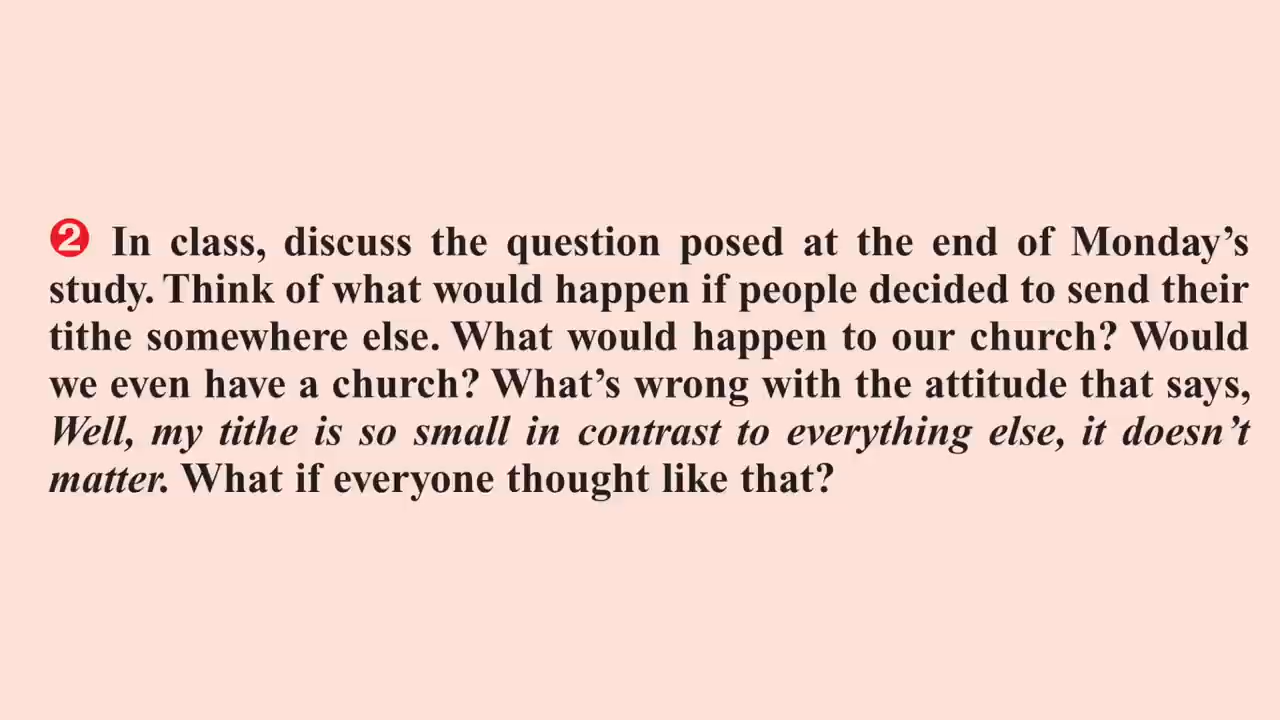 ❷ In class, discuss the question posed at the end of Monday’s
study. Think of what would happen if people decided to send their
tithe somewhere else. What would happen to our church? Would
we even have a church? What’s wrong with the attitude that says,
Well, my tithe is so small in contrast to everything else, it doesn’t
matter. What if everyone thought like that?